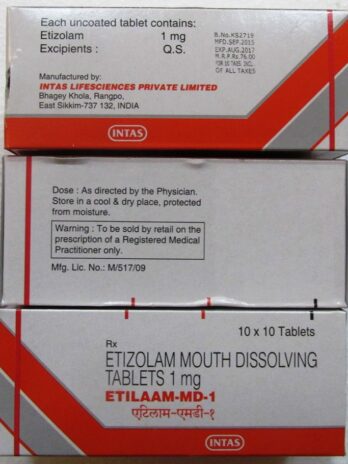 Each uncoated tablet contains:
Etizolam 1 mg
Excipients : Q.S.
B.No.KS2719
MFD.SEP.2015
EXP.AUG.2017
M.R.P.Rs.76.00
FOR 10 TABS. INCL.
OF ALL TAXES
Manufactured by:
INTAS LIFESCIENCES PRIVATE LIMITED
Bhagey Khola, Rangpo,
East Sikkim-737 132, INDIA
INTAS
Dose : As directed by the Physician.
Store in a cool & dry place, protected
from moisture.
Warning : To be sold by retail on the
prescription of a Registered Medical
Practitioner only.
Mfg. Lic. No.: M/517/09
10 x 10 Tablets
Rx
ETIZOLAM MOUTH DISSOLVING
TABLETS 1 mg
ETILAAM-MD-1
एटिलाम-एमडी-१
INTAS